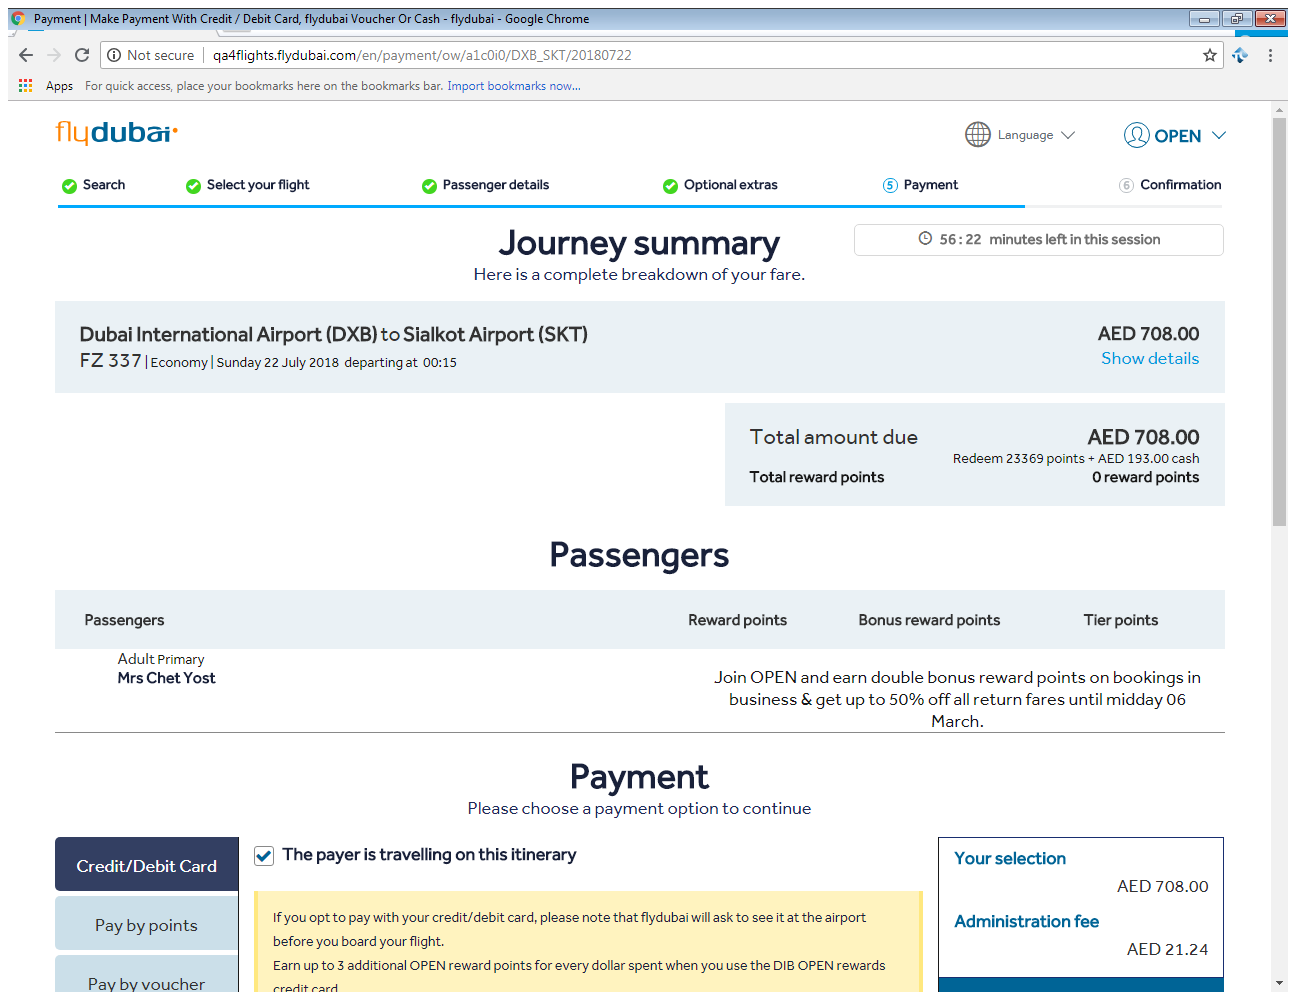 Payment | Make Payment With Credit / Debit Card, flydubai Voucher Or Cash - flydubai - Google Chrome
Not secure | qa4flights.flydubai.com/en/payment/ow/a1c0i0/DXB_SKT/20180722
Apps For quick access, place your bookmarks here on the bookmarks bar. Import bookmarks now...
flydubai Language OPEN
Search Select your flight Passenger details Optional extras 5 Payment 6 Confirmation
Journey summary
56 : 22 minutes left in this session
Here is a complete breakdown of your fare.
Dubai International Airport (DXB) to Sialkot Airport (SKT) AED 708.00
FZ 337 | Economy | Sunday 22 July 2018 departing at 00:15 Show details
Total amount due AED 708.00
Redeem 23369 points + AED 193.00 cash
Total reward points 0 reward points
Passengers
Passengers Reward points Bonus reward points Tier points
Adult Primary
Mrs Chet Yost
Join OPEN and earn double bonus reward points on bookings in
business & get up to 50% off all return fares until midday 06
March.
Payment
Please choose a payment option to continue
Credit/Debit Card
Pay by points
Pay by voucher
The payer is travelling on this itinerary
If you opt to pay with your credit/debit card, please note that flydubai will ask to see it at the airport
before you board your flight.
Earn up to 3 additional OPEN reward points for every dollar spent when you use the DIB OPEN rewards
credit card
Your selection
AED 708.00
Administration fee
AED 21.24